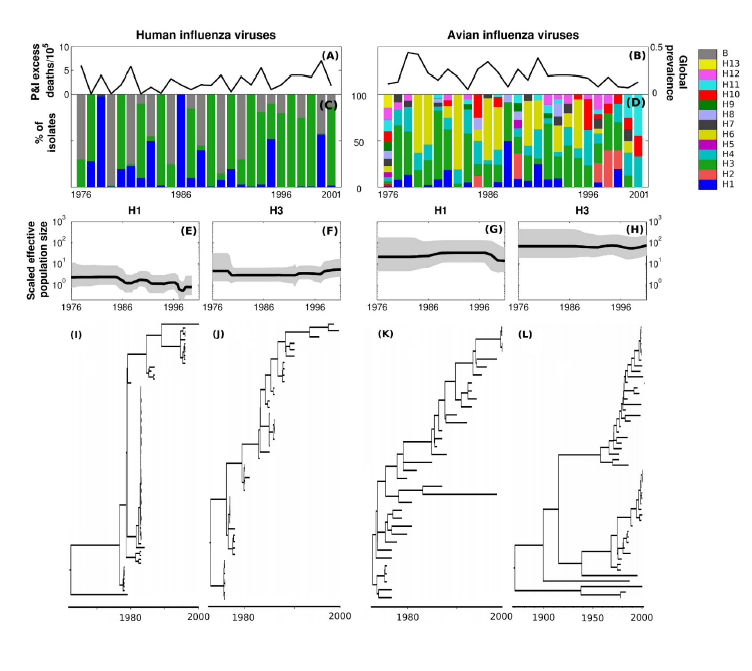 Human influenza viruses
Avian influenza viruses
P&I excess
deaths/10⁶
10
5
0
(A)
(B)
0.5
0
Global
prevalence
% of
isolates
(C)
100
50
0
(D)
1976
1986
1996
2001
1976
1986
1996
2001
B
H13
H12
H11
H10
H9
H8
H7
H6
H5
H4
H3
H2
H1
H1
H3
H1
H3
Scaled effective
population size
10³
10²
10¹
10⁰
(E)
(F)
10³
10²
10¹
10⁰
(G)
(H)
10³
10²
10¹
10⁰
1976
1986
1996
1976
1986
1996
1976
1986
1996
1976
1986
1996
(I)
(J)
(K)
(L)
1980
2000
1980
2000
1980
2000
1900
1950
2000